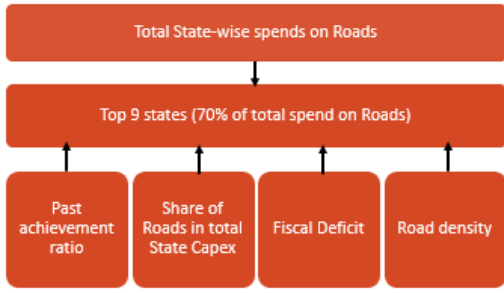 Total State-wise spends on Roads
Top 9 states (70% of total spend on Roads)
Past
achievement
ratio
Share of
Roads in total
State Capex
Fiscal Deficit
Road density